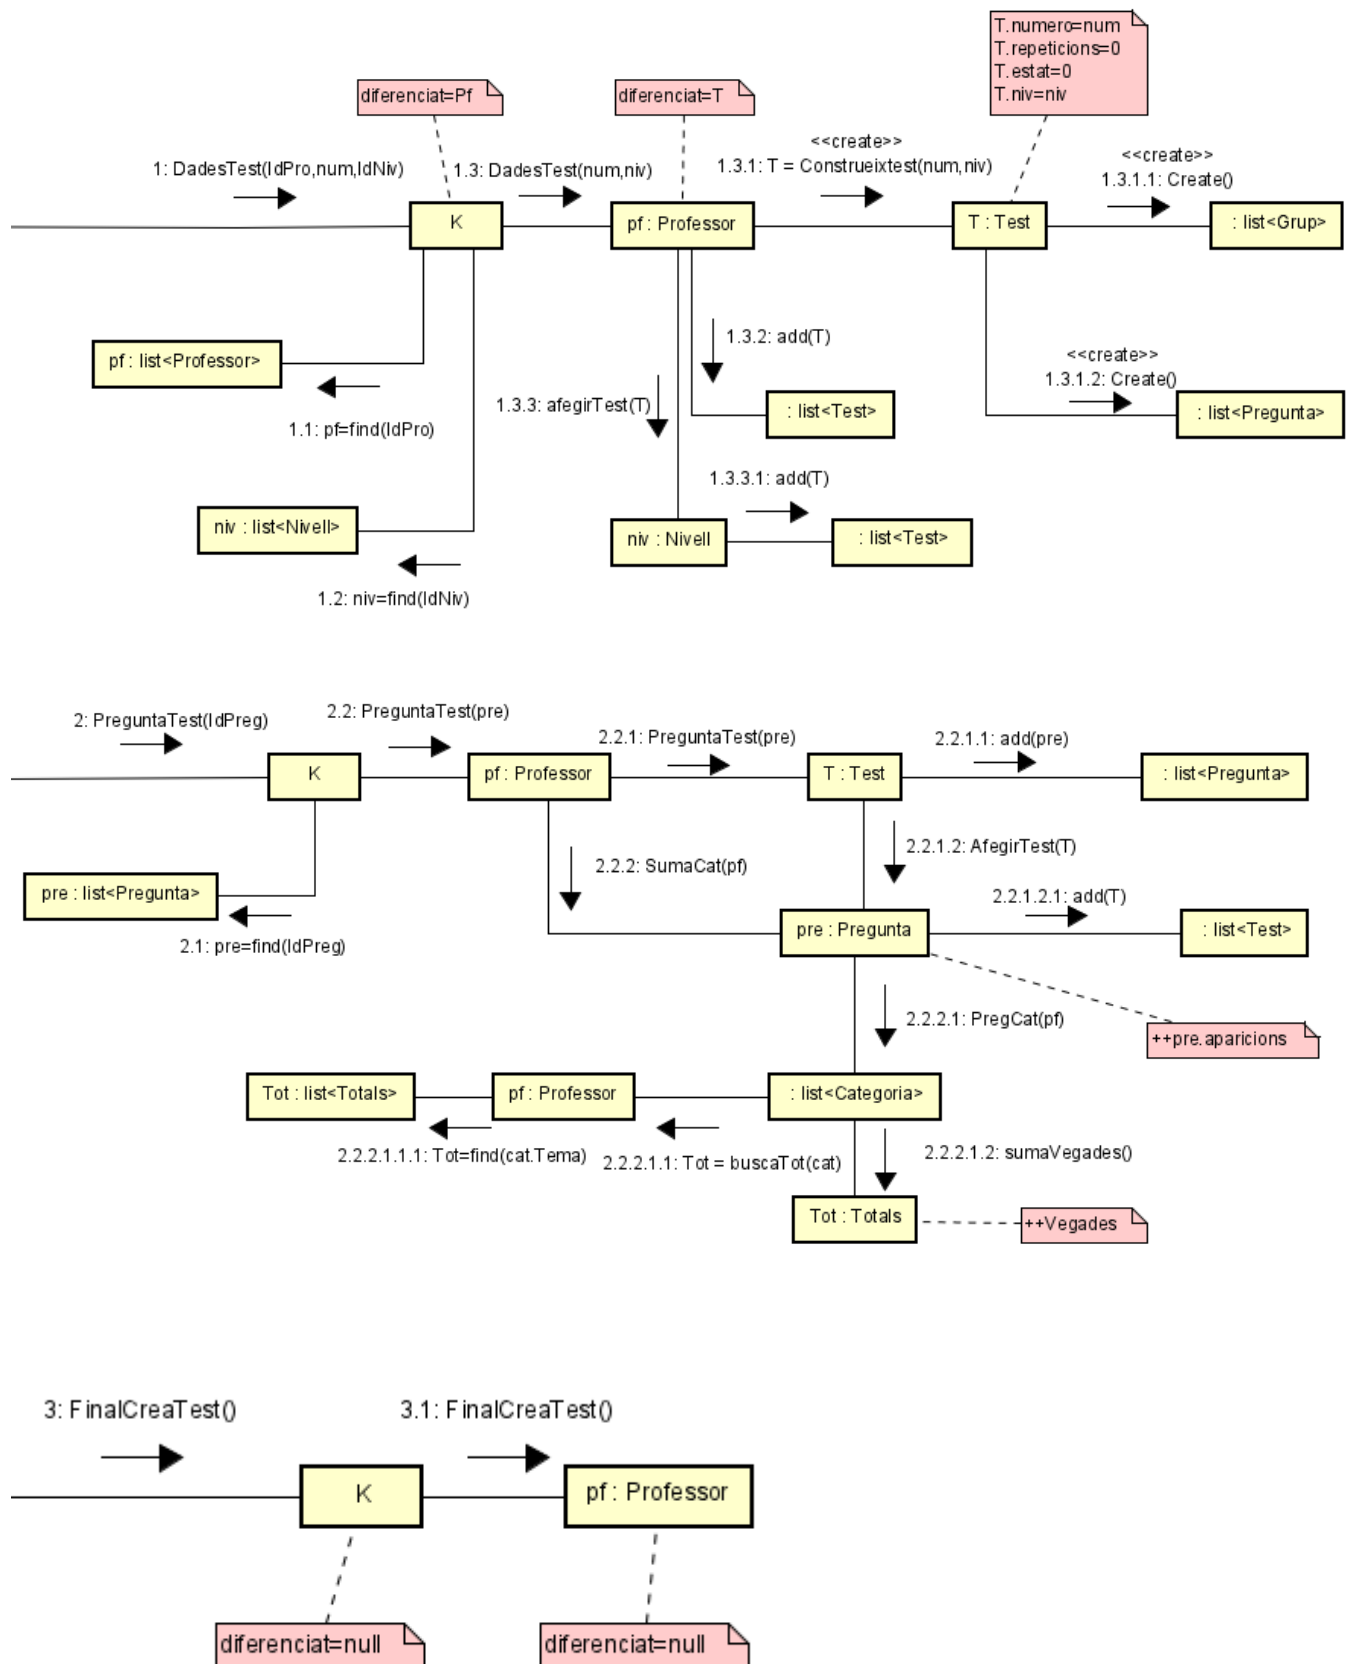 T.numero=num
T.repeticions=0
T.estat=0
T.niv=niv
diferenciat=Pf
diferenciat=T
<<create>>
<<create>>
1: DadesTest(IdPro,num,IdNiv)
1.3: DadesTest(num,niv)
1.3.1: T = Construeixtest(num,niv)
1.3.1.1: Create()
K
pf : Professor
T : Test
: list<Grup>
1.3.2: add(T)
pf : list<Professor>
<<create>>
1.3.1.2: Create()
1.3.3: afegirTest(T)
: list<Test>
: list<Pregunta>
1.1: pf=find(IdPro)
1.3.3.1: add(T)
niv : list<Nivell>
niv : Nivell
: list<Test>
1.2: niv=find(IdNiv)
2: PreguntaTest(IdPreg)
2.2: PreguntaTest(pre)
2.2.1: PreguntaTest(pre)
2.2.1.1: add(pre)
K
pf : Professor
T : Test
: list<Pregunta>
2.2.1.2: AfegirTest(T)
2.2.2: SumaCat(pf)
pre : list<Pregunta>
2.2.1.2.1: add(T)
pre : Pregunta
: list<Test>
2.1: pre=find(IdPreg)
2.2.2.1: PregCat(pf)
++pre.aparicions
Tot : list<Totals>
pf : Professor
: list<Categoria>
2.2.2.1.1.1: Tot=find(cat.Tema)
2.2.2.1.1: Tot = buscaTot(cat)
2.2.2.1.2: sumaVegades()
Tot : Totals
++Vegades
3: FinalCreaTest()
3.1: FinalCreaTest()
K
pf : Professor
diferenciat=null
diferenciat=null